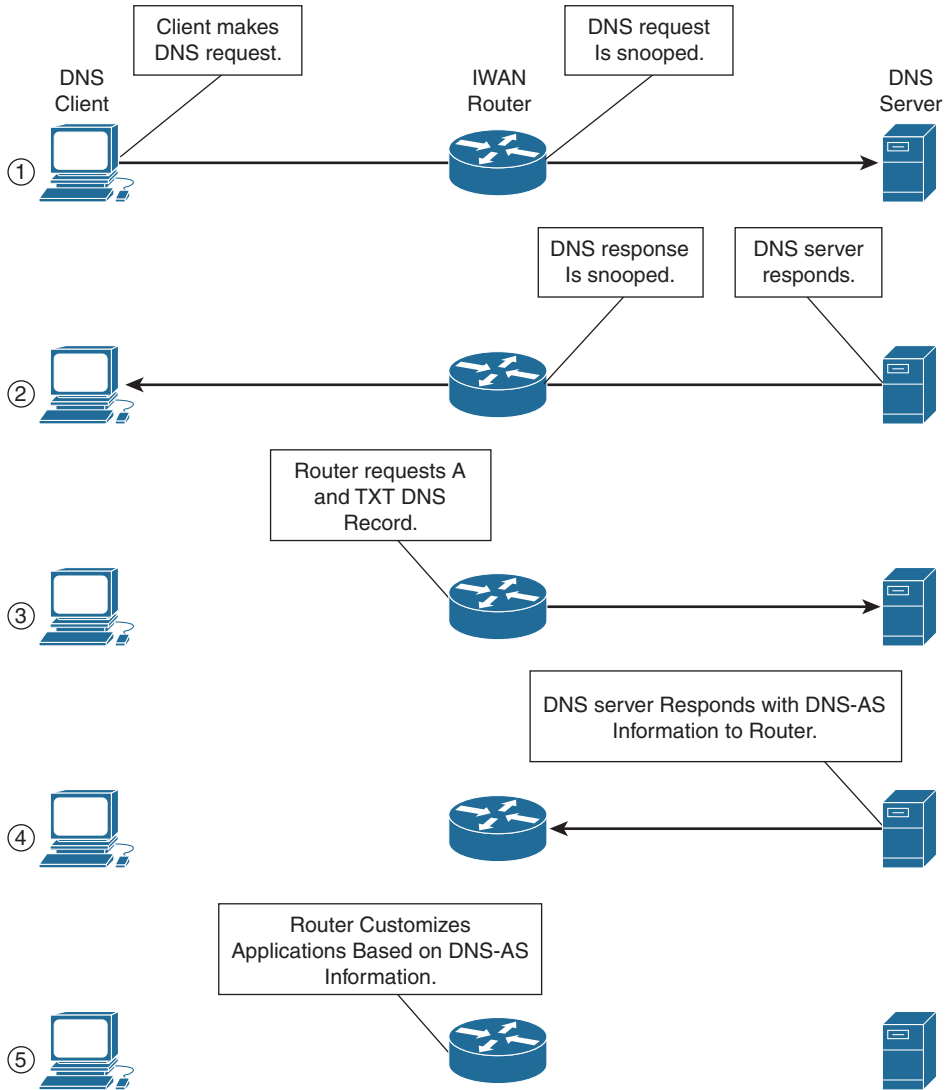 Client makes
DNS request.
DNS request
Is snooped.
DNS
Client
IWAN
Router
DNS
Server
1
DNS response
Is snooped.
DNS server
responds.
2
Router requests A
and TXT DNS
Record.
3
DNS server Responds with DNS-AS
Information to Router.
4
Router Customizes
Applications Based on DNS-AS
Information.
5